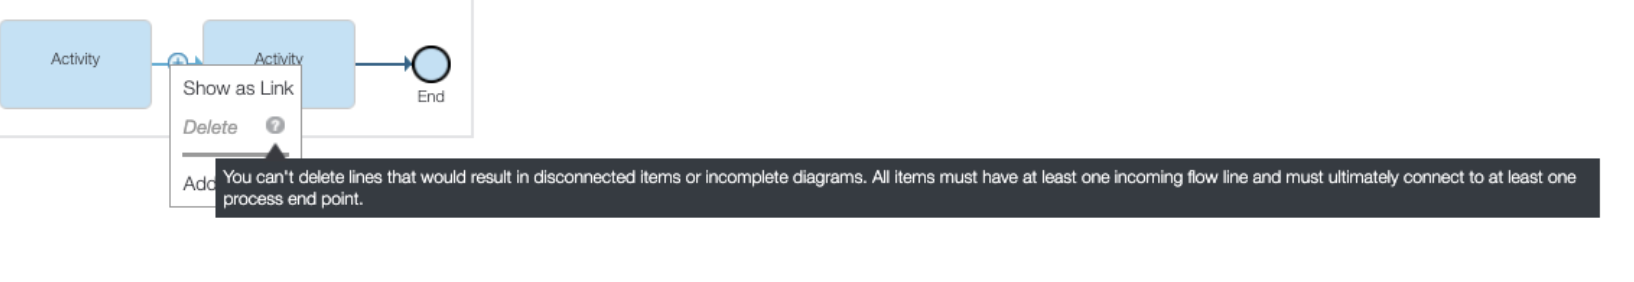 Activity
Activity
End
Show as Link
Delete ?
Add
You can't delete lines that would result in disconnected items or incomplete diagrams. All items must have at least one incoming flow line and must ultimately connect to at least one
process end point.